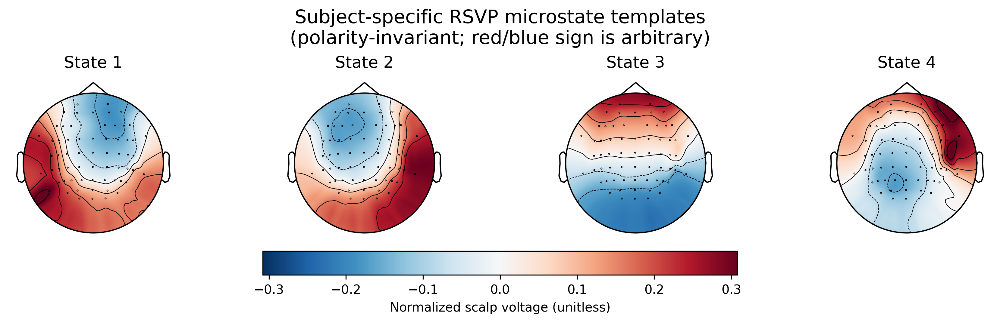 Subject-specific RSVP microstate templates
(polarity-invariant; red/blue sign is arbitrary)
State 1
State 2
State 3
State 4
−0.3
−0.2
−0.1
0.0
0.1
0.2
0.3
Normalized scalp voltage (unitless)